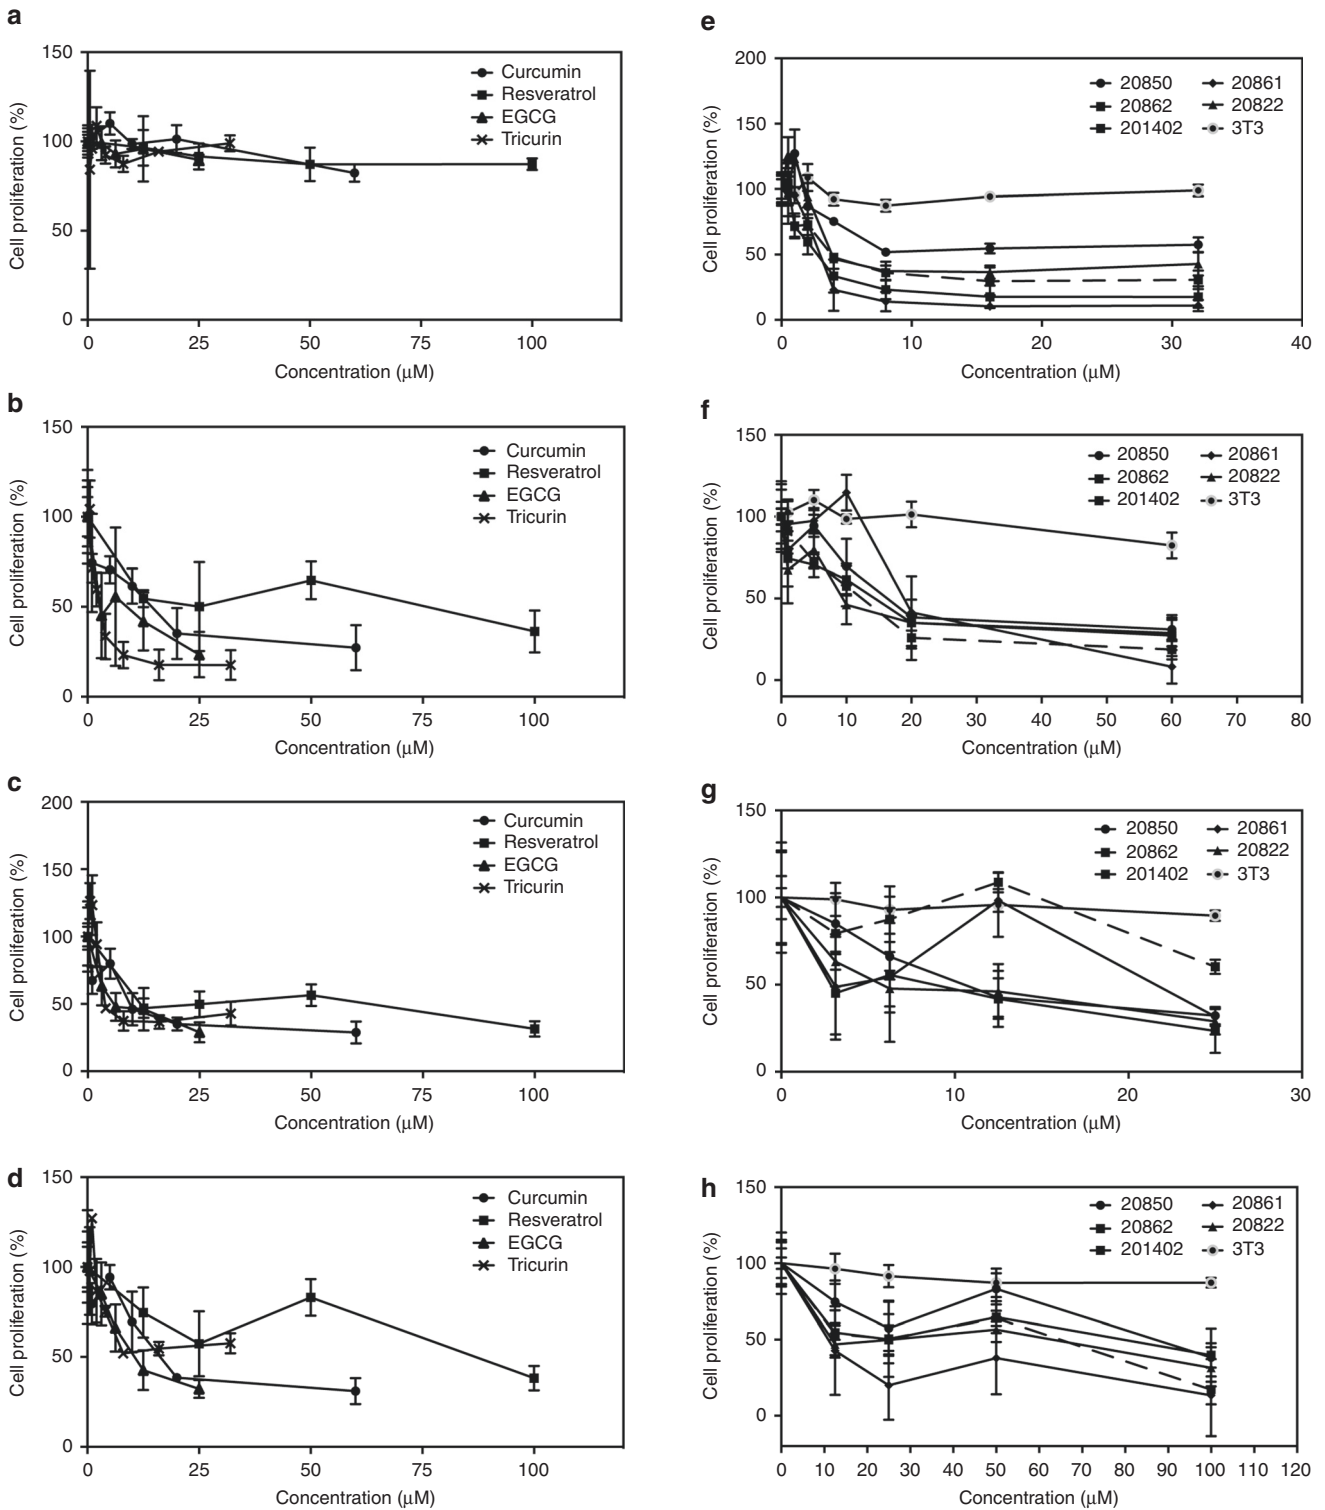 a
150
100
50
0
Cell proliferation (%)
Curcumin
Resveratrol
EGCG
Tricurin
0 25 50 75 100
Concentration (μM)
b
150
100
50
0
Cell proliferation (%)
Curcumin
Resveratrol
EGCG
Tricurin
0 25 50 75 100
Concentration (μM)
c
200
150
100
50
0
Cell proliferation (%)
Curcumin
Resveratrol
EGCG
Tricurin
0 25 50 75 100
Concentration (μM)
d
150
100
50
0
Cell proliferation (%)
Curcumin
Resveratrol
EGCG
Tricurin
0 25 50 75 100
Concentration (μM)
e
200
150
100
50
0
Cell proliferation (%)
20850 20861
20862 20822
201402 3T3
0 10 20 30 40
Concentration (μM)
f
150
100
50
0
Cell proliferation (%)
20850 20861
20862 20822
201402 3T3
0 10 20 30 40 50 60 70 80
Concentration (μM)
g
150
100
50
0
Cell proliferation (%)
20850 20861
20862 20822
201402 3T3
0 10 20 30
Concentration (μM)
h
150
100
50
0
Cell proliferation (%)
20850 20861
20862 20822
201402 3T3
0 10 20 30 40 50 60 70 80 90 100 110 120
Concentration (μM)